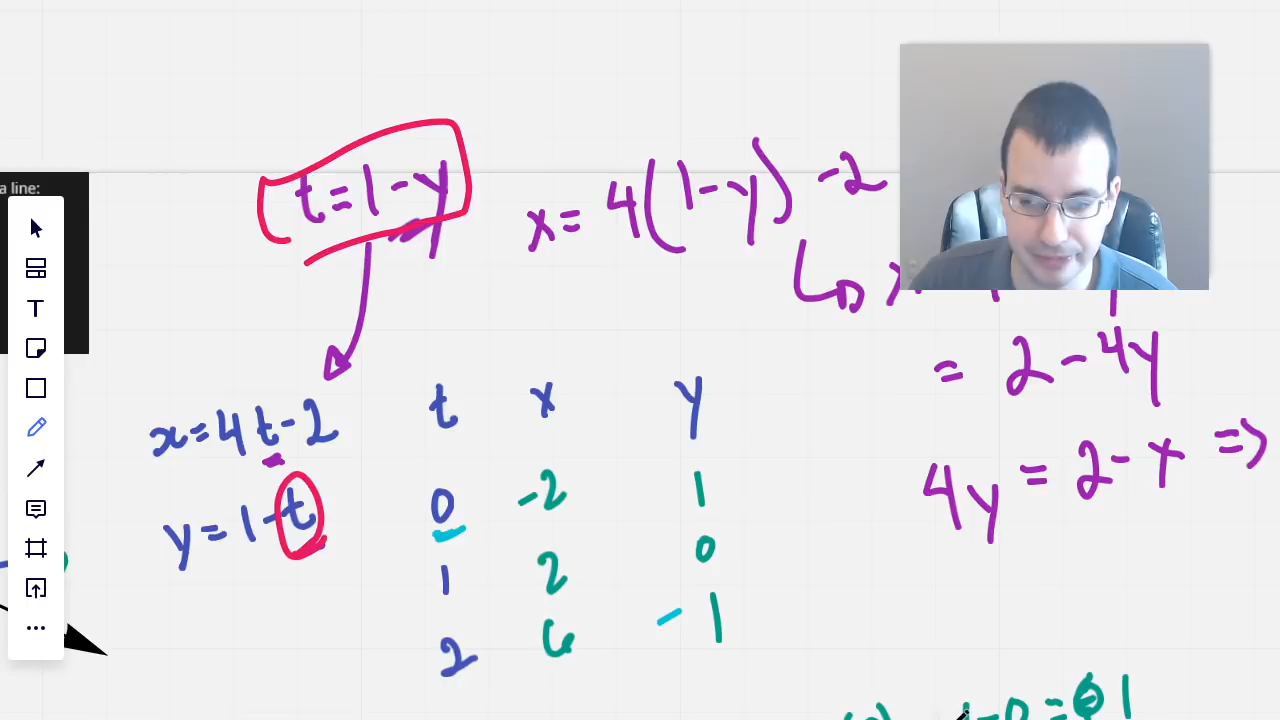 a line:
t = 1 - y
x = 4(1 - y) - 2
= 2 - 4y
4y = 2 - x =>
x = 4t - 2
y = 1 - t
t x y
0 -2 1
1 2 0
2 6 -1